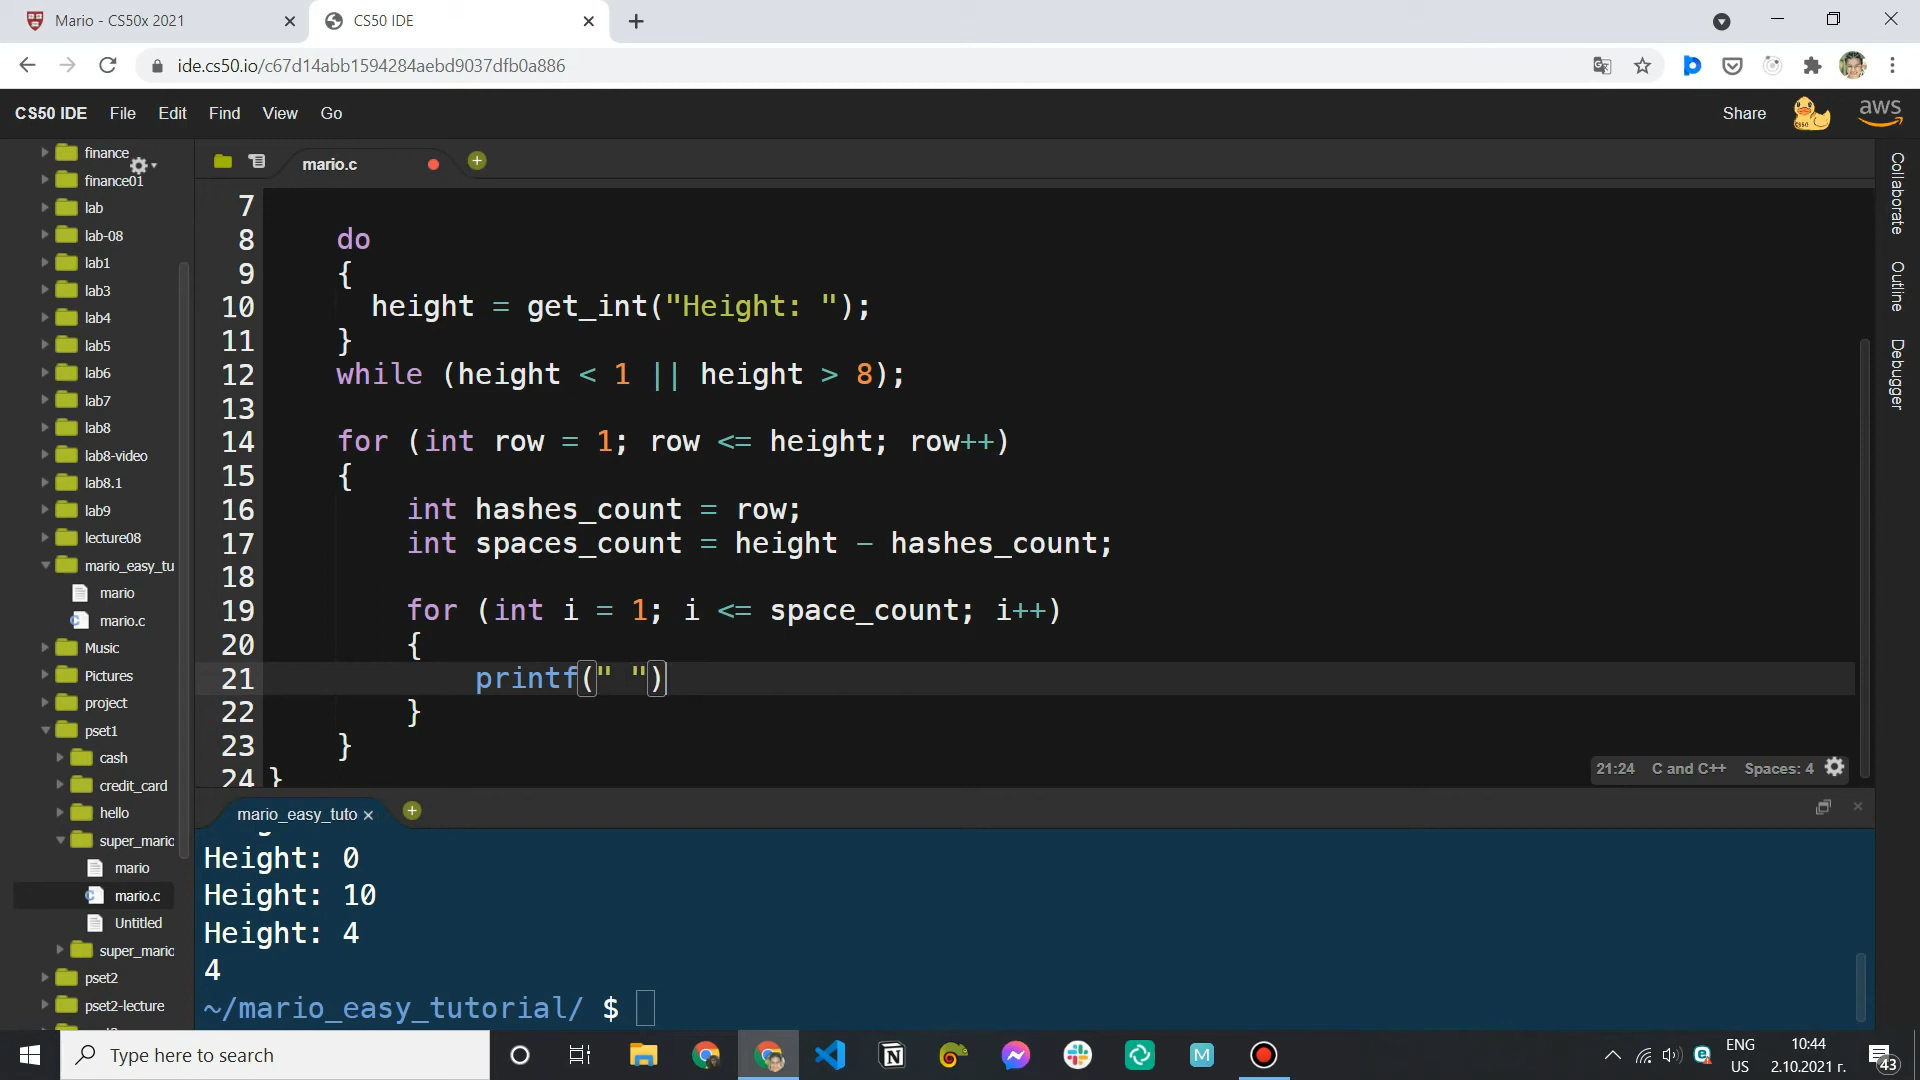 Mario - CS50x 2021
CS50 IDE
ide.cs50.io/c67d14abb1594284aebd9037dfb0a886
CS50 IDE File Edit Find View Go
Share
aws
finance
finance01
lab
lab-08
lab1
lab3
lab4
lab5
lab6
lab7
lab8
lab8-video
lab8.1
lab9
lecture08
mario_easy_tu
mario
mario.c
Music
Pictures
project
pset1
cash
credit_card
hello
super_mario
mario
mario.c
Untitled
super_mario
pset2
pset2-lecture
mario.c
7
8 do
9 {
10 height = get_int("Height: ");
11 }
12 while (height < 1 || height > 8);
13
14 for (int row = 1; row <= height; row++)
15 {
16 int hashes_count = row;
17 int spaces_count = height - hashes_count;
18
19 for (int i = 1; i <= space_count; i++)
20 {
21 printf(" ")
22 }
23 }
24 }
21:24 C and C++ Spaces: 4
Collaborate
Outline
Debugger
mario_easy_tuto
Height: 0
Height: 10
Height: 4
4
~/mario_easy_tutorial/ $
Type here to search
M
ENG
US
10:44
2.10.2021 г.
43